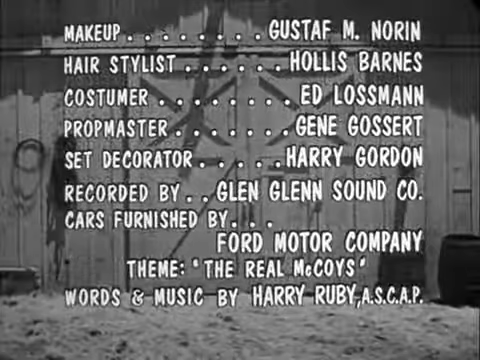 MAKEUP........GUSTAF M. NORIN
HAIR STYLIST......HOLLIS BARNES
COSTUMER........ED LOSSMANN
PROPMASTER.......GENE GOSSERT
SET DECORATOR.....HARRY GORDON
RECORDED BY..GLEN GLENN SOUND CO.
CARS FURNISHED BY...
FORD MOTOR COMPANY
THEME: "THE REAL McCOYS"
WORDS & MUSIC BY HARRY RUBY, A.S.C.A.P.